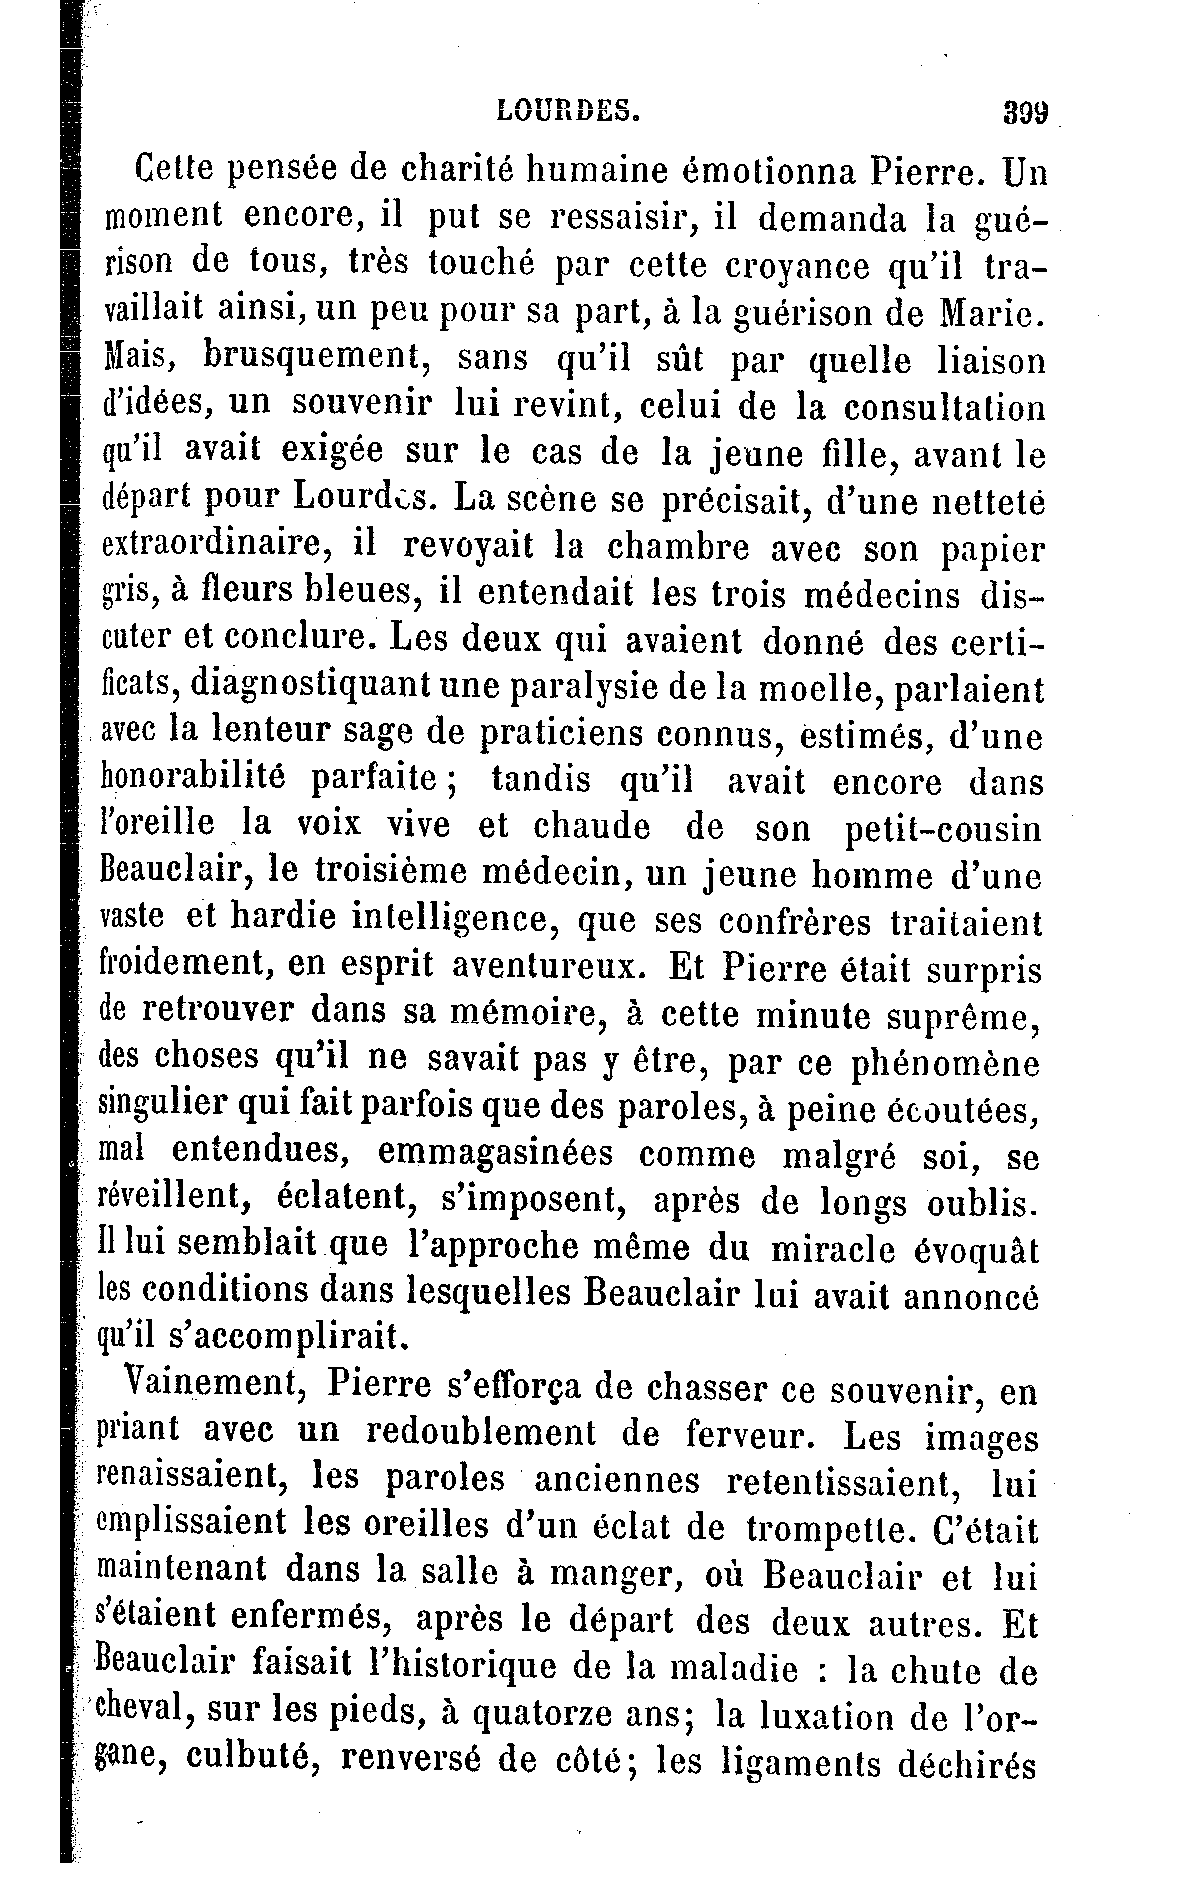 LOURDES. 399
Cette pensée de charité humaine émotionna Pierre. Un
moment encore, il put se ressaisir, il demanda la gué-
rison de tous, très touché par cette croyance qu'il tra-
vaillait ainsi, un peu pour sa part, à la guérison de Marie.
Mais, brusquement, sans qu'il sût par quelle liaison
d'idées, un souvenir lui revint, celui de la consultation
qu'il avait exigée sur le cas de la jeune fille, avant le
départ pour Lourdes. La scène se précisait, d'une netteté
extraordinaire, il revoyait la chambre avec son papier
gris, à fleurs bleues, il entendait les trois médecins dis-
cuter et conclure. Les deux qui avaient donné des certi-
ficats, diagnostiquant une paralysie de la moelle, parlaient
avec la lenteur sage de praticiens connus, estimés, d'une
honorabilité parfaite ; tandis qu'il avait encore dans
l'oreille la voix vive et chaude de son petit-cousin
Beauclair, le troisième médecin, un jeune homme d'une
vaste et hardie intelligence, que ses confrères traitaient
froidement, en esprit aventureux. Et Pierre était surpris
de retrouver dans sa mémoire, à cette minute suprême,
des choses qu'il ne savait pas y être, par ce phénomène
singulier qui fait parfois que des paroles, à peine écoutées,
mal entendues, emmagasinées comme malgré soi, se
réveillent, éclatent, s'imposent, après de longs oublis.
Il lui semblait que l'approche même du miracle évoquât
les conditions dans lesquelles Beauclair lui avait annoncé
qu'il s'accomplirait.
Vainement, Pierre s'efforça de chasser ce souvenir, en
priant avec un redoublement de ferveur. Les images
renaissaient, les paroles anciennes retentissaient, lui
emplissaient les oreilles d'un éclat de trompette. C'était
maintenant dans la salle à manger, où Beauclair et lui
s'étaient enfermés, après le départ des deux autres. Et
Beauclair faisait l'historique de la maladie : la chute de
cheval, sur les pieds, à quatorze ans; la luxation de l'or-
gane, culbuté, renversé de côté; les ligaments déchirés